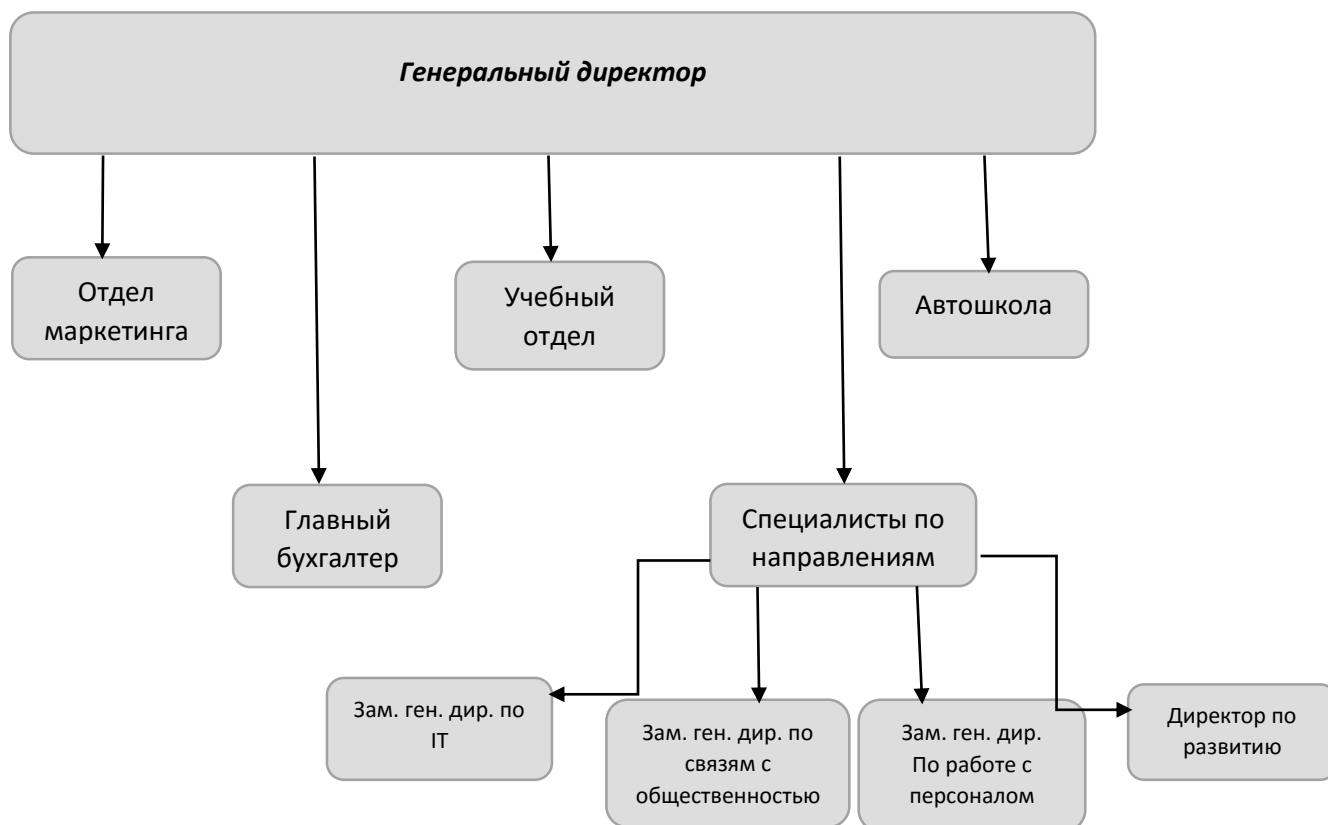 Генеральный директор
Отдел
маркетинга
Учебный
отдел
Автошкола
Главный
бухгалтер
Специалисты по
направлениям
Зам. ген. дир. по
IT
Зам. ген. дир. по
связям с
общественностью
Зам. ген. дир.
По работе с
персоналом
Директор по
развитию